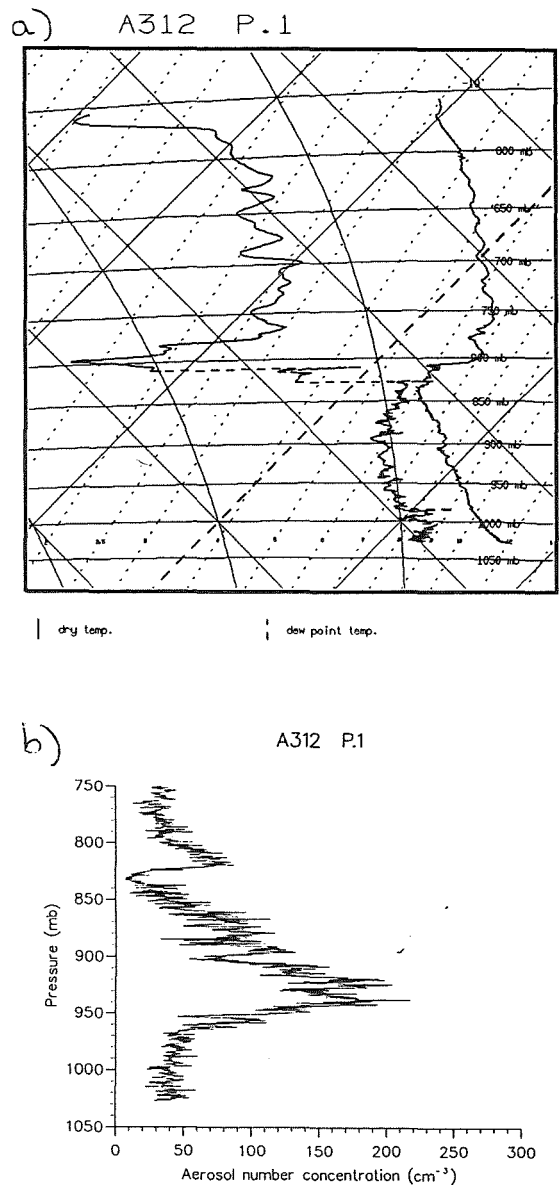 a) A312 P.1
-10
600 mb
650 mb
700 mb
750 mb
800 mb
850 mb
900 mb
950 mb
1000 mb
1050 mb
dry temp. dew point temp.
b) A312 P.1
750
800
850
900
950
1000
1050
Pressure (mb)
0 50 100 150 200 250 300
Aerosol number concentration (cm⁻³)